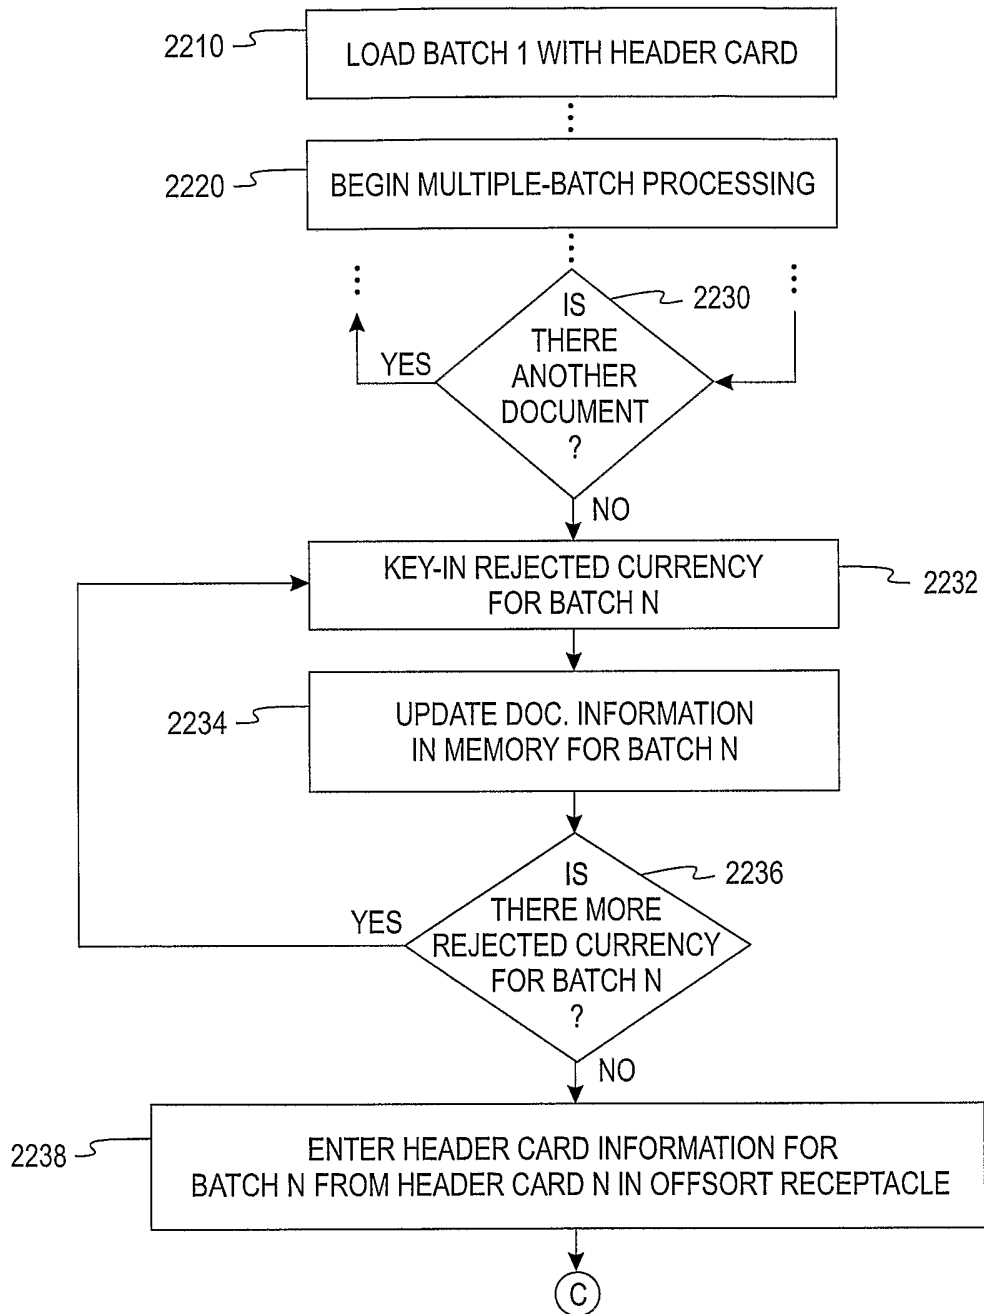 2210
LOAD BATCH 1 WITH HEADER CARD
2220
BEGIN MULTIPLE-BATCH PROCESSING
2230
IS
THERE
ANOTHER
DOCUMENT
?
YES
NO
KEY-IN REJECTED CURRENCY
FOR BATCH N
2232
2234
UPDATE DOC. INFORMATION
IN MEMORY FOR BATCH N
2236
IS
THERE MORE
REJECTED CURRENCY
FOR BATCH N
?
YES
NO
2238
ENTER HEADER CARD INFORMATION FOR
BATCH N FROM HEADER CARD N IN OFFSORT RECEPTACLE
C